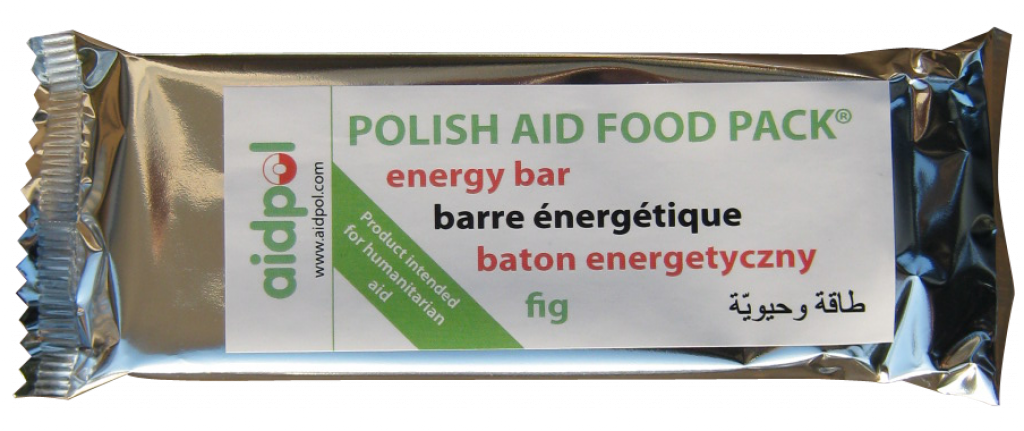 aidpol
www.aidpol.com
POLISH AID FOOD PACK®
energy bar
barre énergétique
baton energetyczny
Product intended
for humanitarian
aid
fig
طاقة وحيويّة